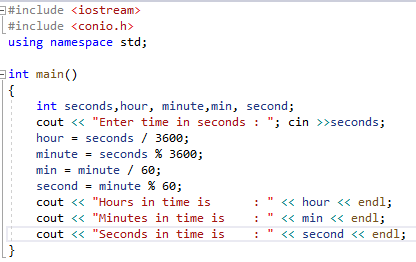 #include <iostream>
#include <conio.h>
using namespace std;
int main()
{
int seconds,hour, minute,min, second;
cout << "Enter time in seconds : "; cin >>seconds;
hour = seconds / 3600;
minute = seconds % 3600;
min = minute / 60;
second = minute % 60;
cout << "Hours in time is     : " << hour << endl;
cout << "Minutes in time is   : " << min << endl;
cout << "Seconds in time is   : " << second << endl;
}